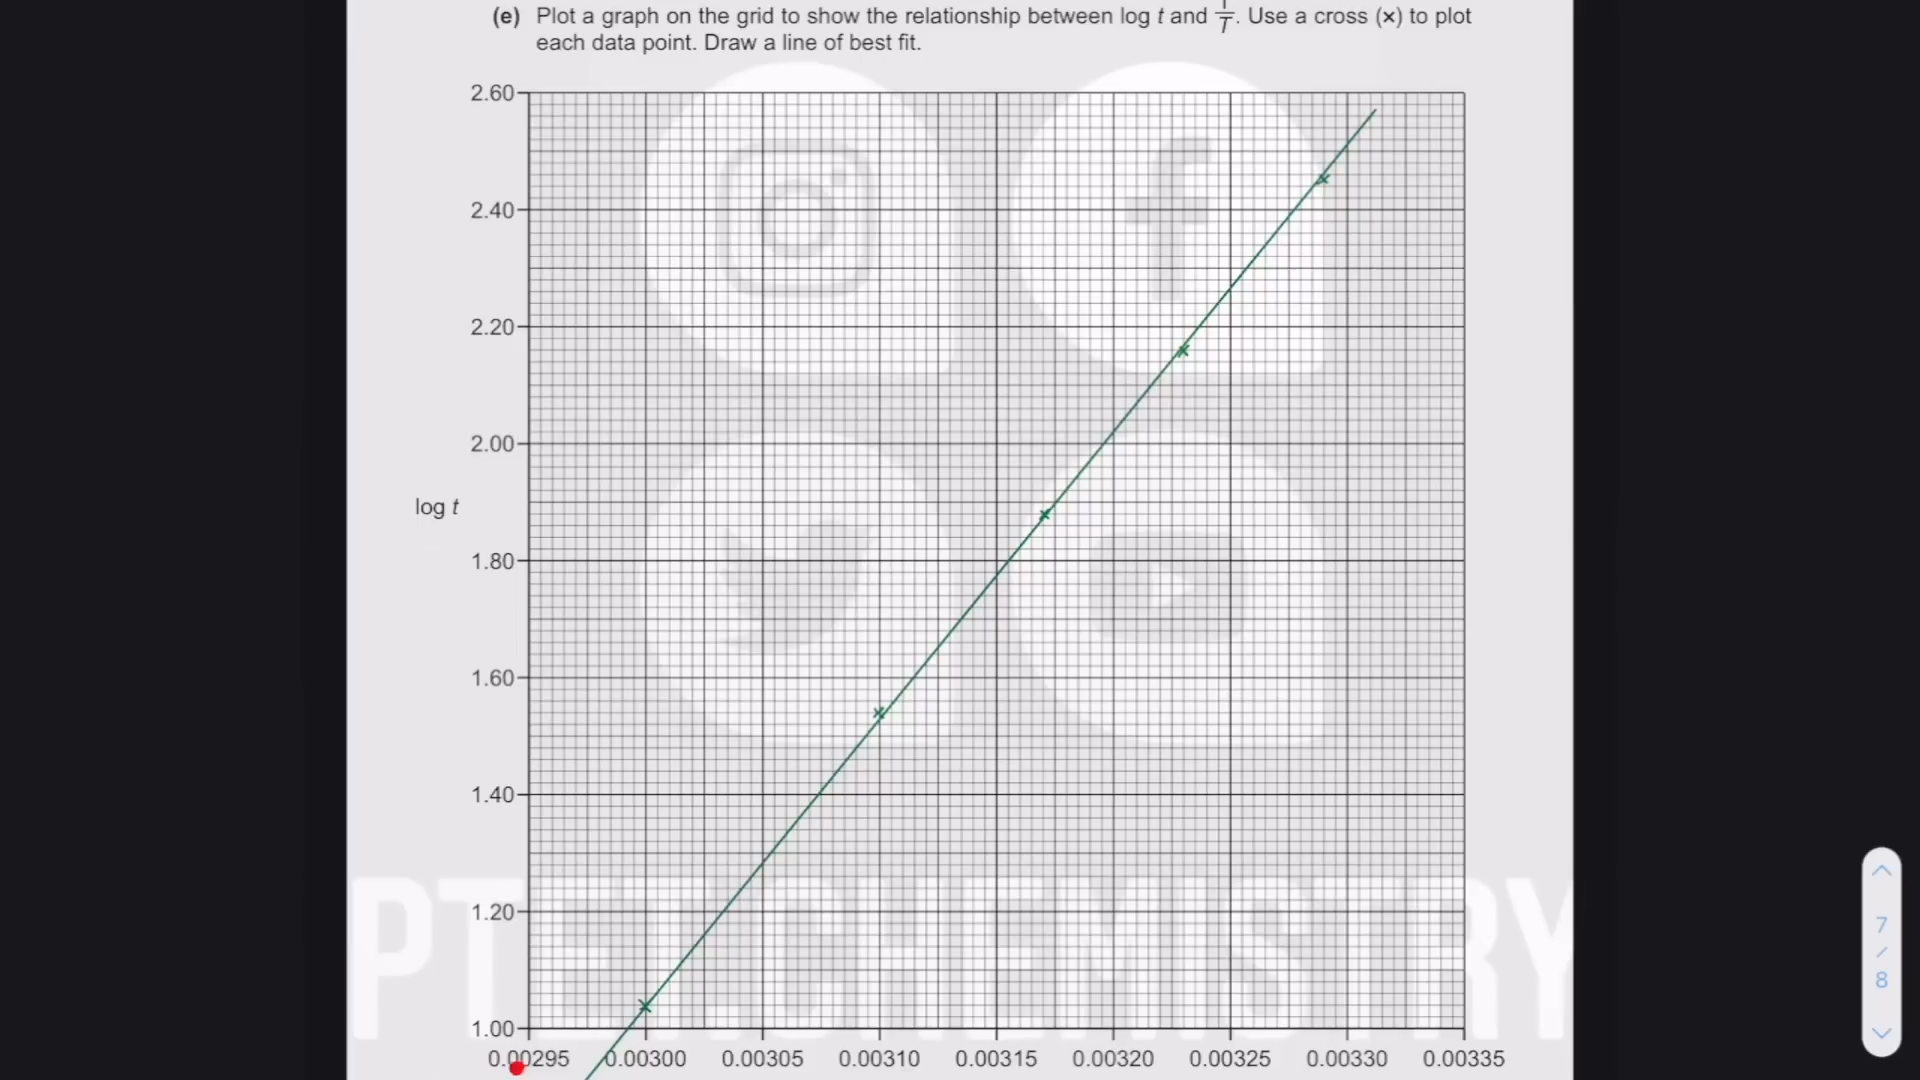 (e) Plot a graph on the grid to show the relationship between log t and 1/T. Use a cross (×) to plot
each data point. Draw a line of best fit.
2.60
2.40
2.20
2.00
log t
1.80
1.60
1.40
1.20
1.00
0.00295 0.00300 0.00305 0.00310 0.00315 0.00320 0.00325 0.00330 0.00335
CHEMISTRY
7
/
8